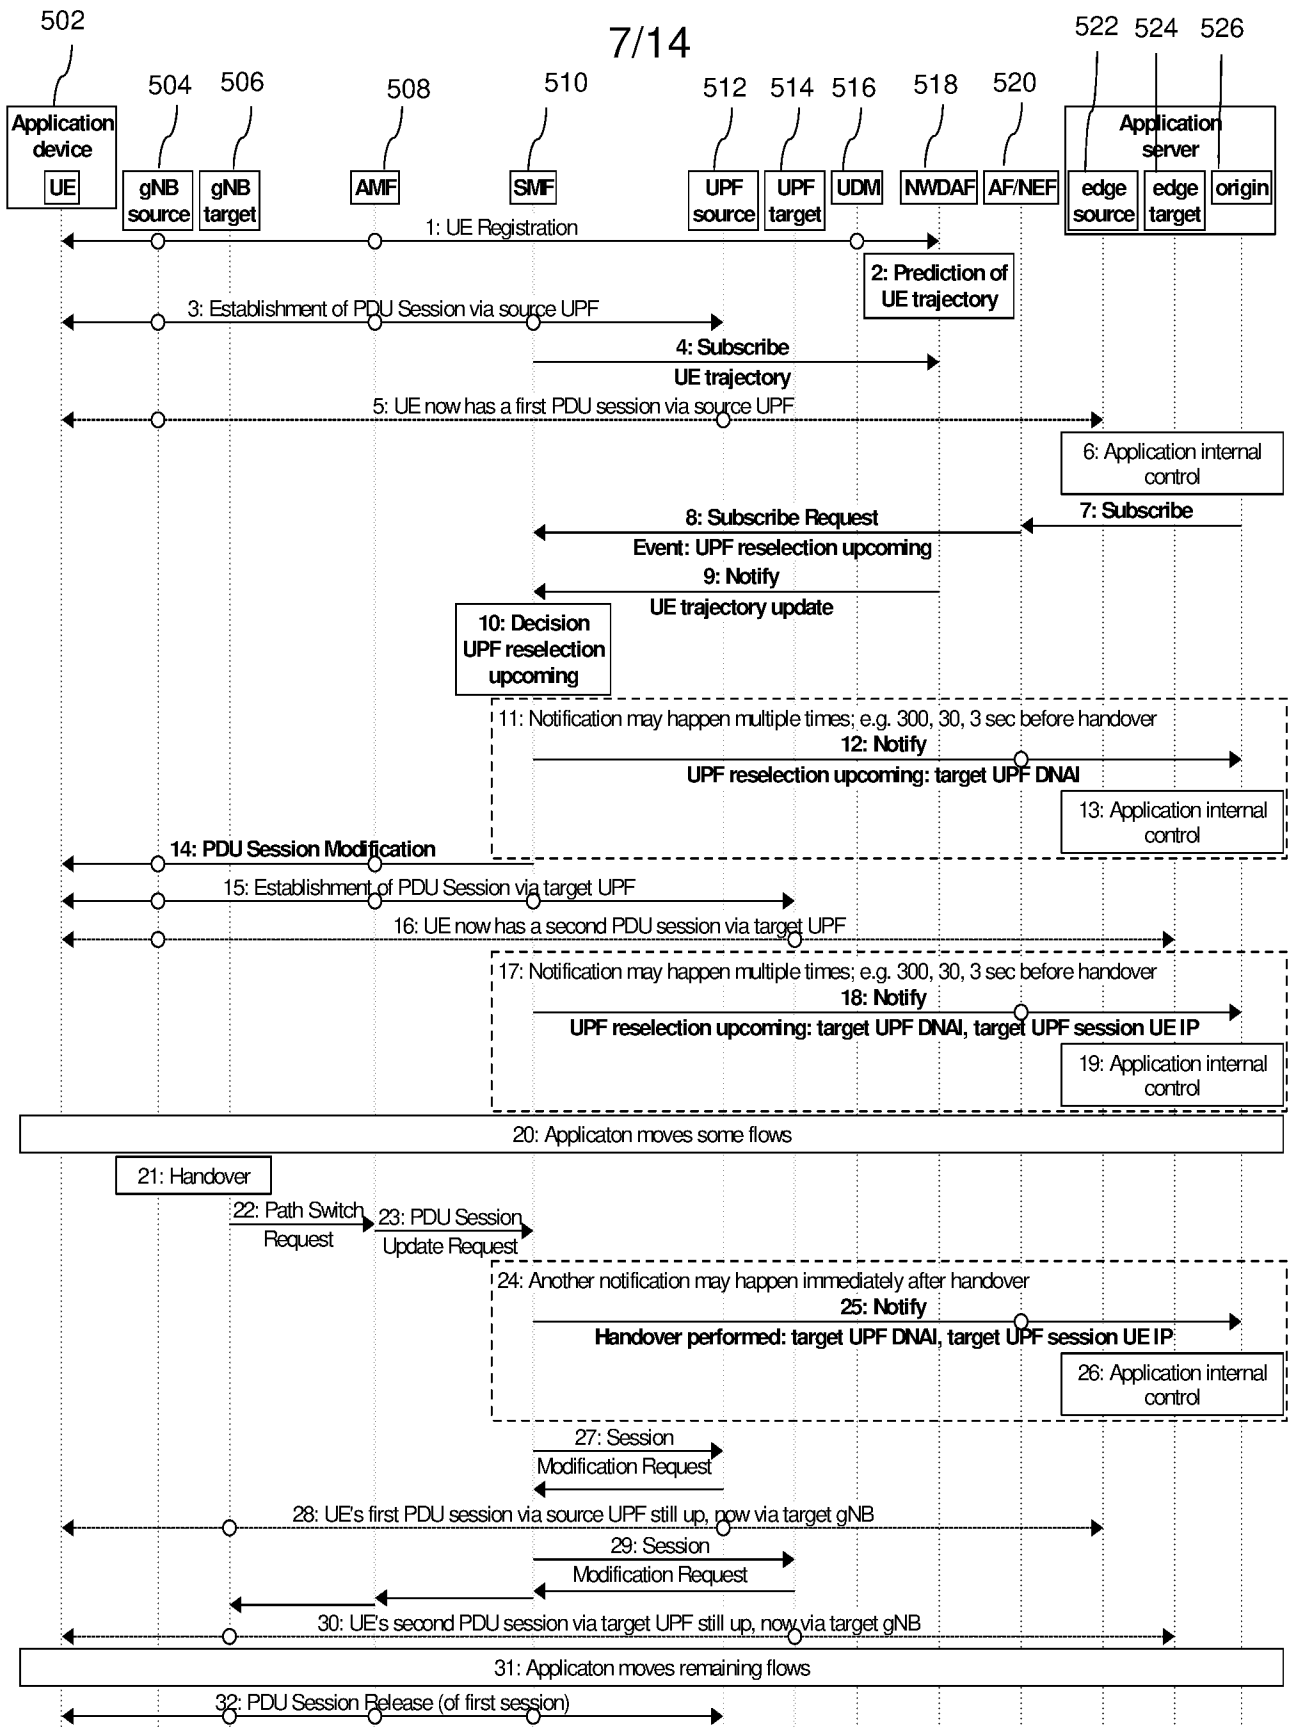 7/14
502
504
506
508
510
512
514
516
518
520
522
524
526
Application
device
UE
gNB
source
gNB
target
AMF
SMF
UPF
source
UPF
target
UDM
NWDAF
AF/NEF
Application
server
edge
source
edge
target
origin
1: UE Registration
2: Prediction of
UE trajectory
3: Establishment of PDU Session via source UPF
4: Subscribe
UE trajectory
5: UE now has a first PDU session via source UPF
6: Application internal
control
7: Subscribe
8: Subscribe Request
Event: UPF reselection upcoming
9: Notify
UE trajectory update
10: Decision
UPF reselection
upcoming
11: Notification may happen multiple times; e.g. 300, 30, 3 sec before handover
12: Notify
UPF reselection upcoming: target UPF DNAI
13: Application internal
control
14: PDU Session Modification
15: Establishment of PDU Session via target UPF
16: UE now has a second PDU session via target UPF
17: Notification may happen multiple times; e.g. 300, 30, 3 sec before handover
18: Notify
UPF reselection upcoming: target UPF DNAI, target UPF session UE IP
19: Application internal
control
20: Applicaton moves some flows
21: Handover
22: Path Switch
Request
23: PDU Session
Update Request
24: Another notification may happen immediately after handover
25: Notify
Handover performed: target UPF DNAI, target UPF session UE IP
26: Application internal
control
27: Session
Modification Request
28: UE's first PDU session via source UPF still up, now via target gNB
29: Session
Modification Request
30: UE's second PDU session via target UPF still up, now via target gNB
31: Applicaton moves remaining flows
32: PDU Session Release (of first session)